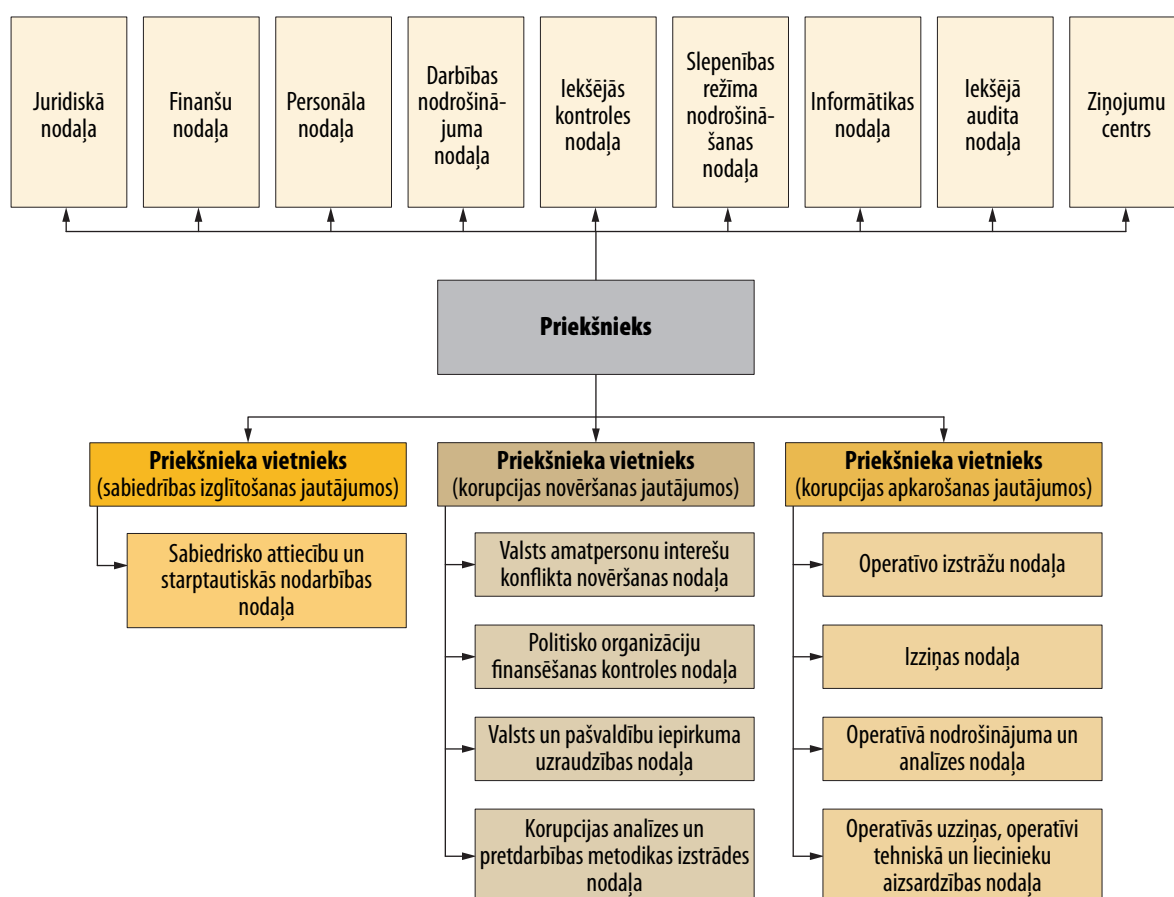 Juridiskā
nodaļa
Finanšu
nodaļa
Personāla
nodaļa
Darbības
nodrošinā-
juma
nodaļa
Iekšējās
kontroles
nodaļa
Slepenības
režīma
nodrošinā-
šanas
nodaļa
Informātikas
nodaļa
Iekšējā
audita
nodaļa
Ziņojumu
centrs
Priekšnieks
Priekšnieka vietnieks
(sabiedrības izglītošanas jautājumos)
Sabiedrisko attiecību un
starptautiskās nodarbības
nodaļa
Priekšnieka vietnieks
(korupcijas novēršanas jautājumos)
Valsts amatpersonu interešu
konflikta novēršanas nodaļa
Politisko organizāciju
finansēšanas kontroles nodaļa
Valsts un pašvaldību iepirkuma
uzraudzības nodaļa
Korupcijas analīzes un
pretdarbības metodikas izstrādes
nodaļa
Priekšnieka vietnieks
(korupcijas apkarošanas jautājumos)
Operatīvo izstrāžu nodaļa
Izziņas nodaļa
Operatīvā nodrošinājuma un
analīzes nodaļa
Operatīvās uzziņas, operatīvi
tehniskā un liecinieku
aizsardzības nodaļa